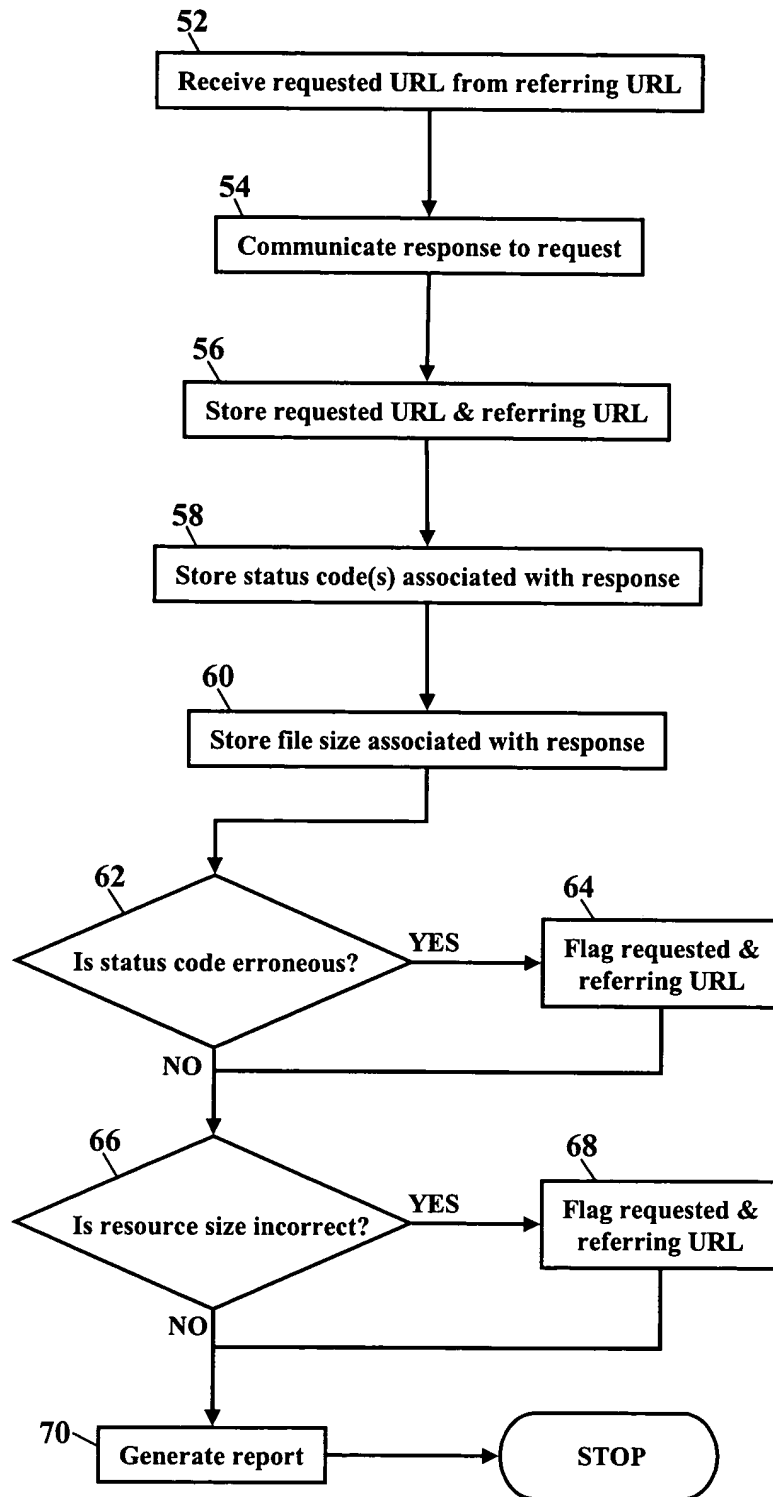 52
Receive requested URL from referring URL
54
Communicate response to request
56
Store requested URL & referring URL
58
Store status code(s) associated with response
60
Store file size associated with response
62
Is status code erroneous?
YES
64
Flag requested &
referring URL
NO
66
Is resource size incorrect?
YES
68
Flag requested &
referring URL
NO
70
Generate report
STOP